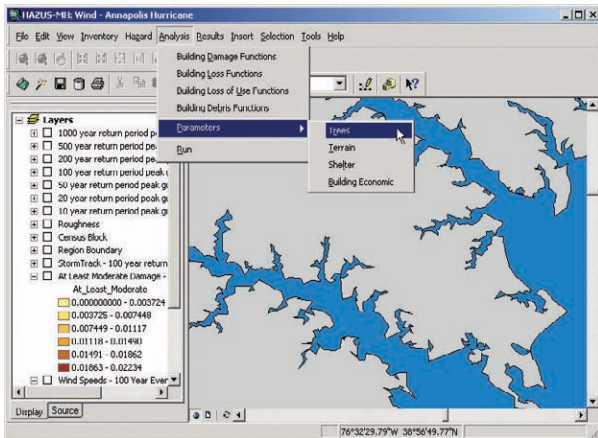 HAZUS-MH: Wind - Annapolis Hurricane
File Edit View Inventory Hazard Analysis Results Insert Selection Tools Help
Building Damage Functions
Building Loss Functions
Building Loss of Use Functions
Building Debris Functions
Parameters
Run
Trees
Terrain
Shelter
Building Economic
Layers
1000 year return period p
500 year return period pe
200 year return period pe
100 year return period peak g
50 year return period peak gu
20 year return period peak gu
10 year return period peak gu
Roughness
Census Block
Region Boundary
StormTrack - 100 year return
At Least Moderate Damage -
At_Least_Moderate
0.000000000 - 0.003724
0.003725 - 0.007448
0.007449 - 0.01117
0.01118 - 0.01490
0.01491 - 0.01862
0.01863 - 0.02234
Wind Speeds - 100 Year Ever
Display Source
76°32'29.79"W 38°56'49.77"N